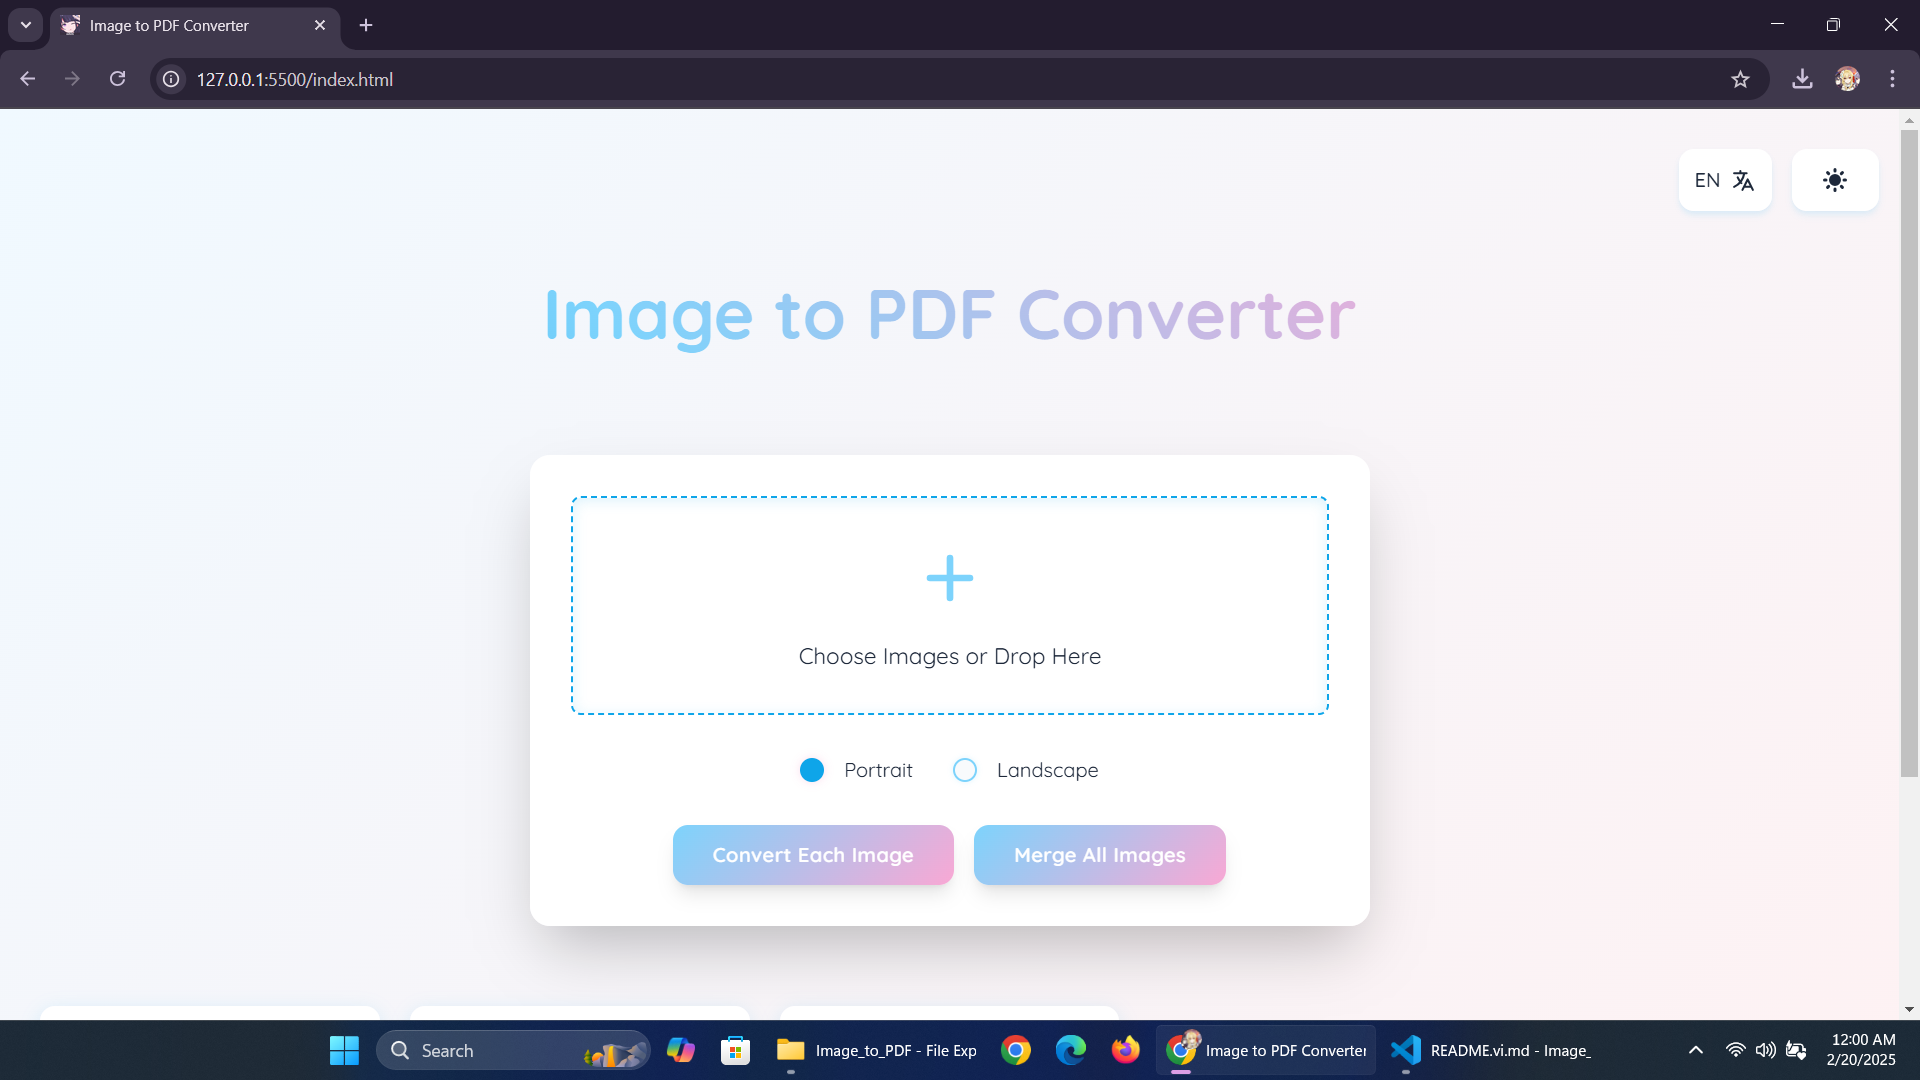 Image to PDF Converter
127.0.0.1:5500/index.html
EN
Image to PDF Converter
Choose Images or Drop Here
Portrait
Landscape
Convert Each Image
Merge All Images
Search
Image_to_PDF - File Exp
Image to PDF Converter
README.vi.md - Image_
12:00 AM
2/20/2025